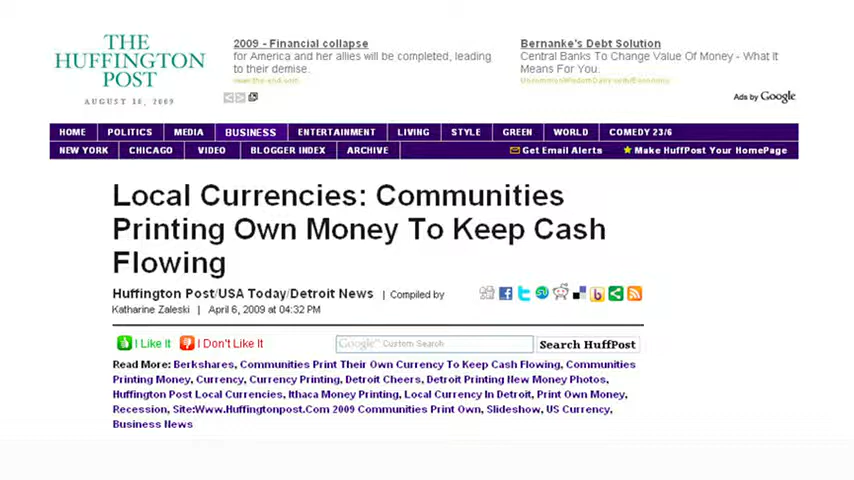 THE
HUFFINGTON
POST
AUGUST 18, 2009
2009 - Financial collapse
for America and her allies will be completed, leading
to their demise.
www.the-end.com
Bernanke's Debt Solution
Central Banks To Change Value Of Money - What It
Means For You.
UncommonWisdomDaily.com/Economy
Ads by Google
HOME POLITICS MEDIA BUSINESS ENTERTAINMENT LIVING STYLE GREEN WORLD COMEDY 23/6
NEW YORK CHICAGO VIDEO BLOGGER INDEX ARCHIVE Get Email Alerts Make HuffPost Your HomePage
Local Currencies: Communities
Printing Own Money To Keep Cash
Flowing
Huffington Post/USA Today/Detroit News | Compiled by
Katharine Zaleski | April 6, 2009 at 04:32 PM
I Like It I Don't Like It Google™ Custom Search Search HuffPost
Read More: Berkshares, Communities Print Their Own Currency To Keep Cash Flowing, Communities
Printing Money, Currency, Currency Printing, Detroit Cheers, Detroit Printing New Money Photos,
Huffington Post Local Currencies, Ithaca Money Printing, Local Currency In Detroit, Print Own Money,
Recession, Site:Www.Huffingtonpost.Com 2009 Communities Print Own, Slideshow, US Currency,
Business News